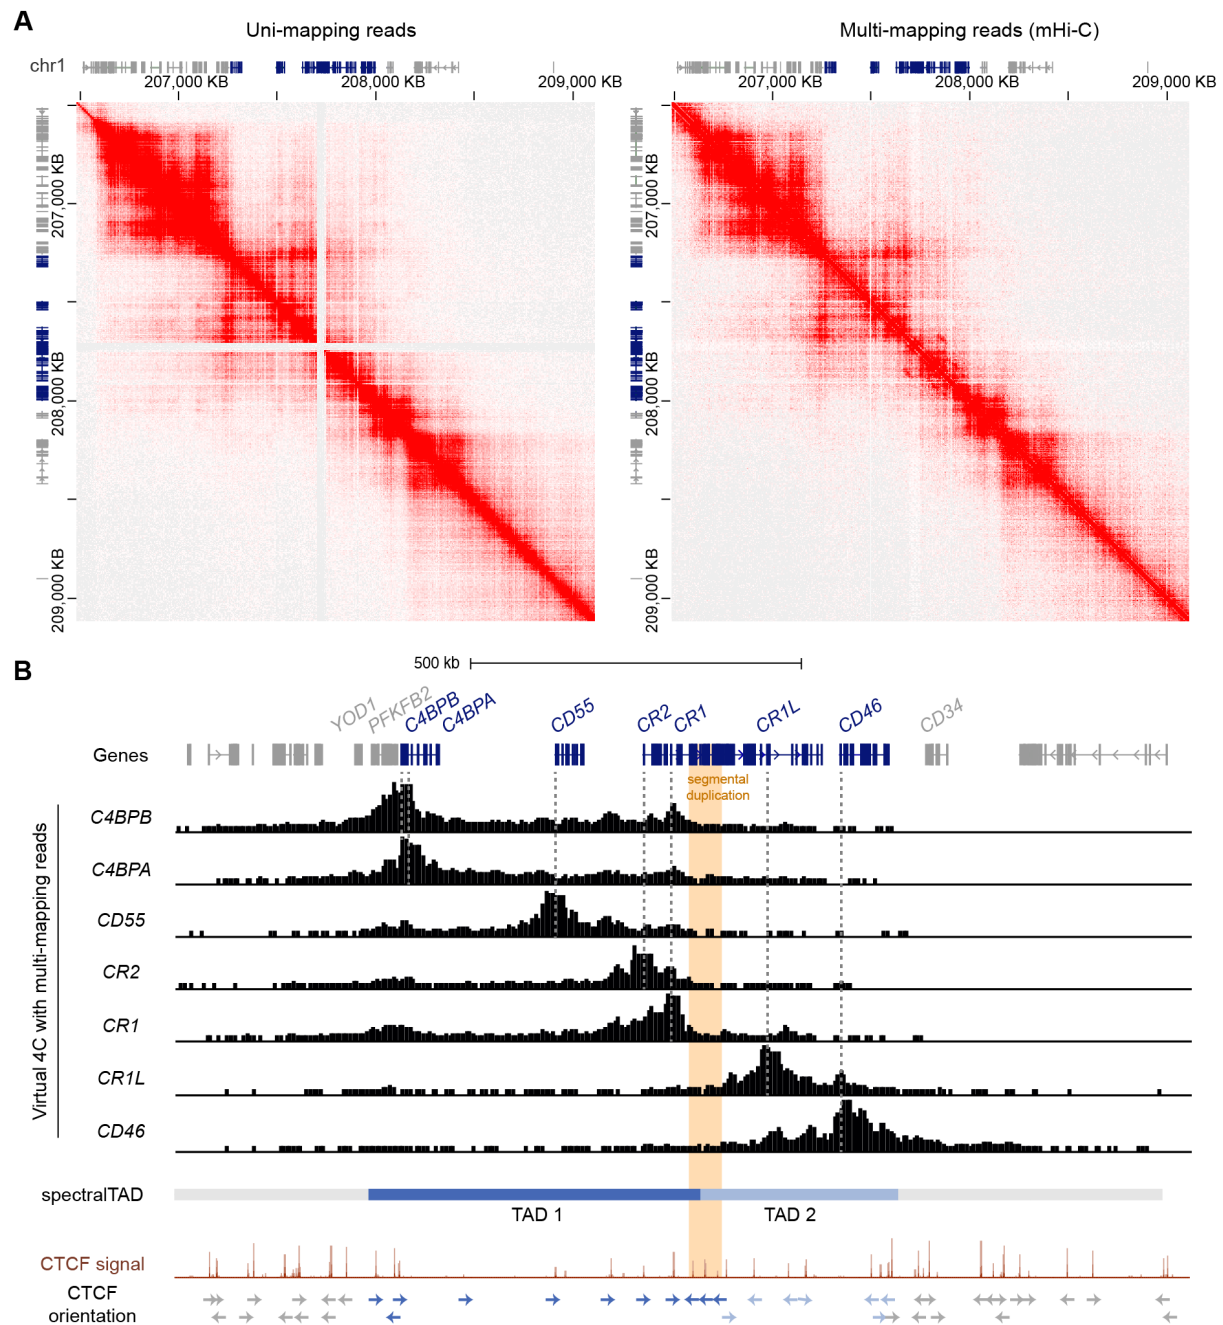 A
Uni-mapping reads
Multi-mapping reads (mHi-C)
chr1
207,000 KB
208,000 KB
209,000 KB
207,000 KB
208,000 KB
209,000 KB
207,000 KB
208,000 KB
209,000 KB
207,000 KB
208,000 KB
209,000 KB
B
500 kb
YOD1
PFKFB2
C4BPB
C4BPA
CD55
CR2
CR1
CR1L
CD46
CD34
Genes
segmental
duplication
Virtual 4C with multi-mapping reads
C4BPB
C4BPA
CD55
CR2
CR1
CR1L
CD46
spectralTAD
TAD 1
TAD 2
CTCF signal
CTCF
orientation